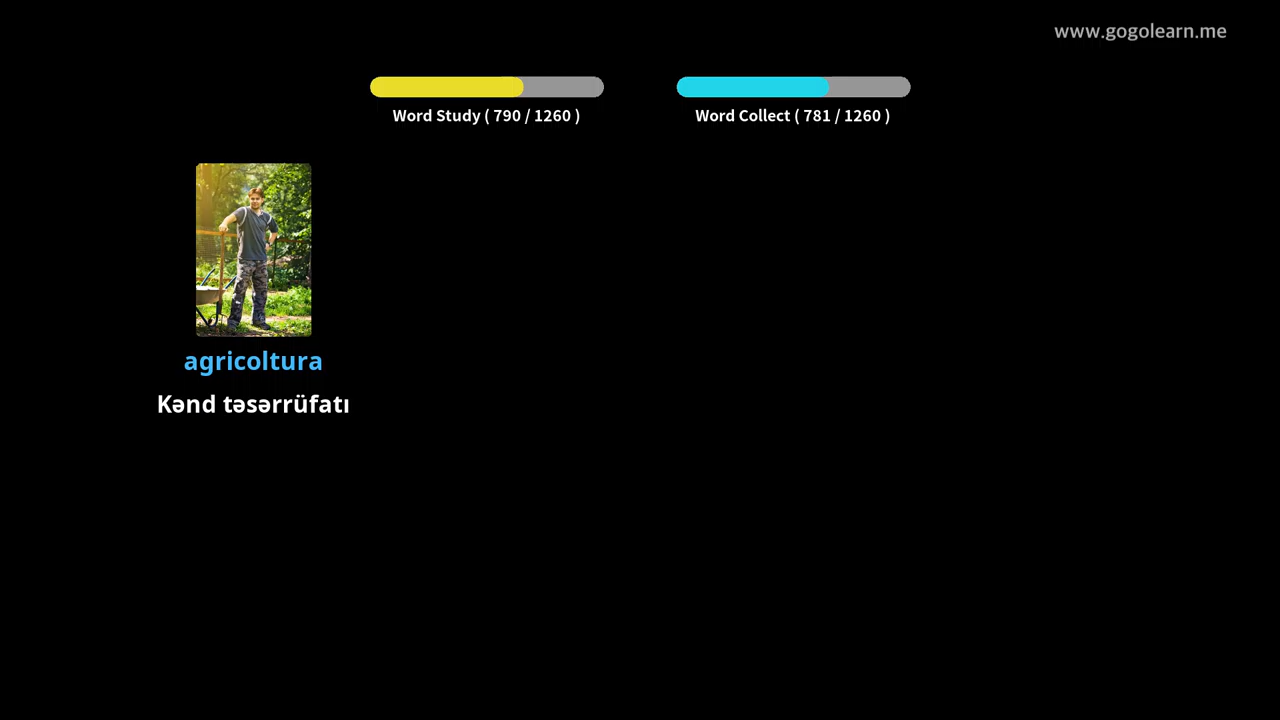 www.gogolearn.me
Word Study ( 790 / 1260 )
Word Collect ( 781 / 1260 )
agricoltura
Kənd təsərrüfatı